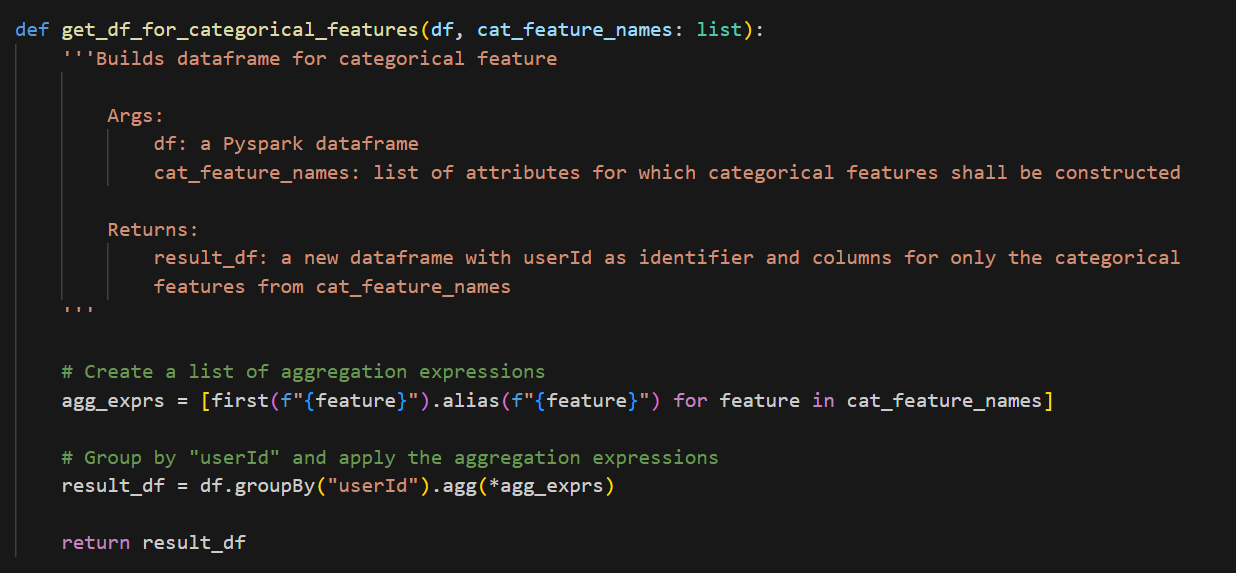 def get_df_for_categorical_features(df, cat_feature_names: list):
'''Builds dataframe for categorical feature
Args:
df: a Pyspark dataframe
cat_feature_names: list of attributes for which categorical features shall be constructed
Returns:
result_df: a new dataframe with userId as identifier and columns for only the categorical
features from cat_feature_names
'''
# Create a list of aggregation expressions
agg_exprs = [first(f"{feature}").alias(f"{feature}") for feature in cat_feature_names]
# Group by "userId" and apply the aggregation expressions
result_df = df.groupBy("userId").agg(*agg_exprs)
return result_df